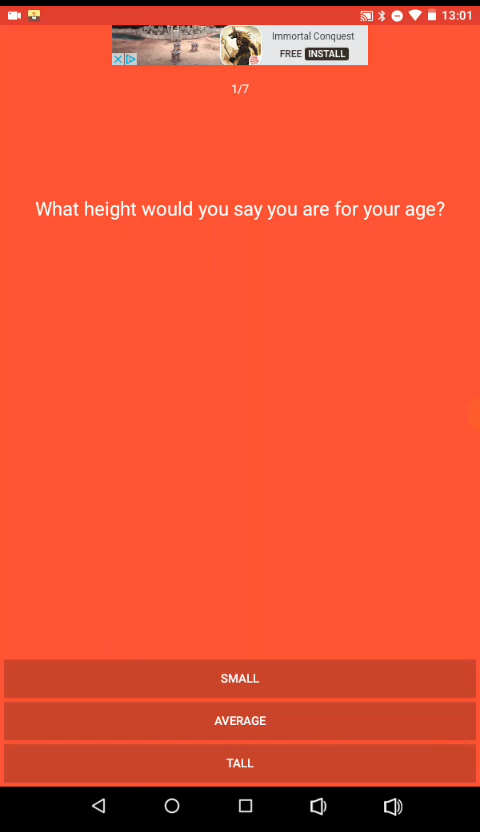 13:01
Immortal Conquest
FREE INSTALL
1/7
What height would you say you are for your age?
SMALL
AVERAGE
TALL